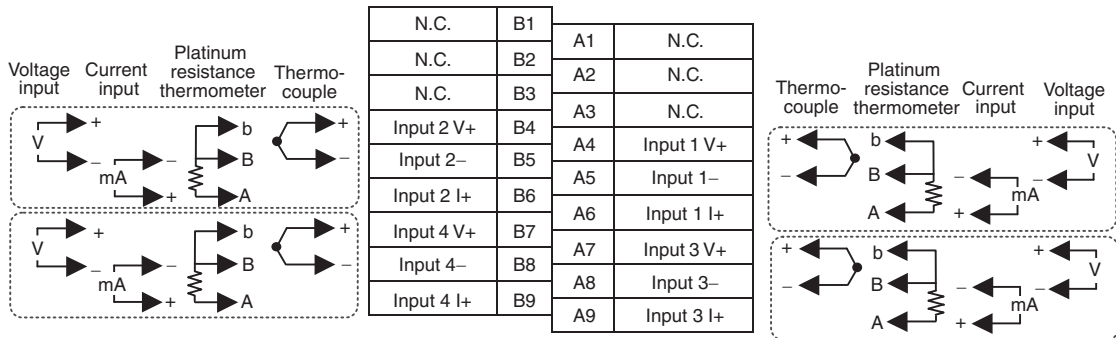 Voltage input
Current input
Platinum resistance thermometer
Thermo-couple
V
+
−
mA
−
+
b
B
A
+
−
V
+
−
mA
−
+
b
B
A
+
−
N.C. B1
N.C. B2
N.C. B3
Input 2 V+ B4
Input 2− B5
Input 2 I+ B6
Input 4 V+ B7
Input 4− B8
Input 4 I+ B9
A1 N.C.
A2 N.C.
A3 N.C.
A4 Input 1 V+
A5 Input 1−
A6 Input 1 I+
A7 Input 3 V+
A8 Input 3−
A9 Input 3 I+
Thermo-couple
Platinum resistance thermometer
Current input
Voltage input
+
−
b
B
A
−
+
mA
+
−
V
+
−
b
B
A
−
+
mA
+
−
V